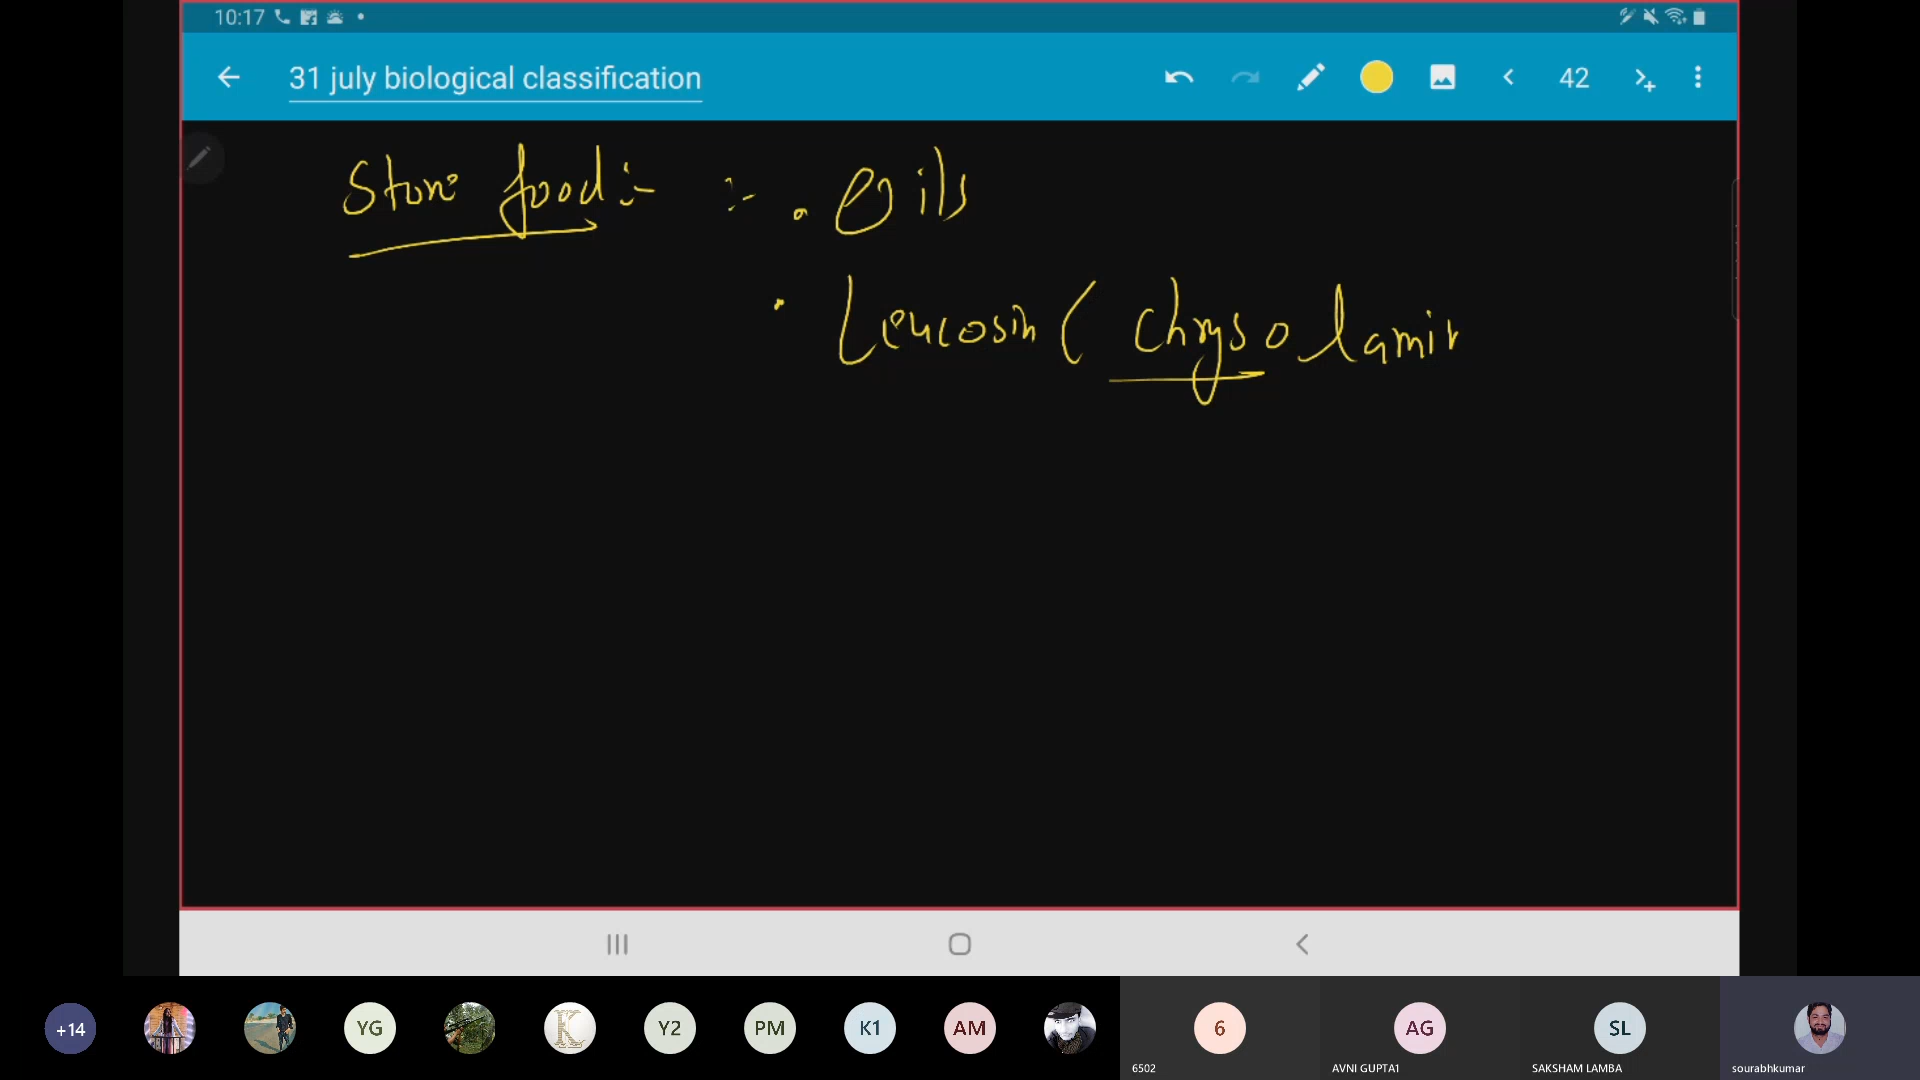 10:17
31 july biological classification
42
Store food :- :- . Oils
. Leucosin ( chryso lamin
+14
YG
K
Y2
PM
K1
AM
6
AG
SL
6502
AVNI GUPTA1
SAKSHAM LAMBA
sourabhkumar